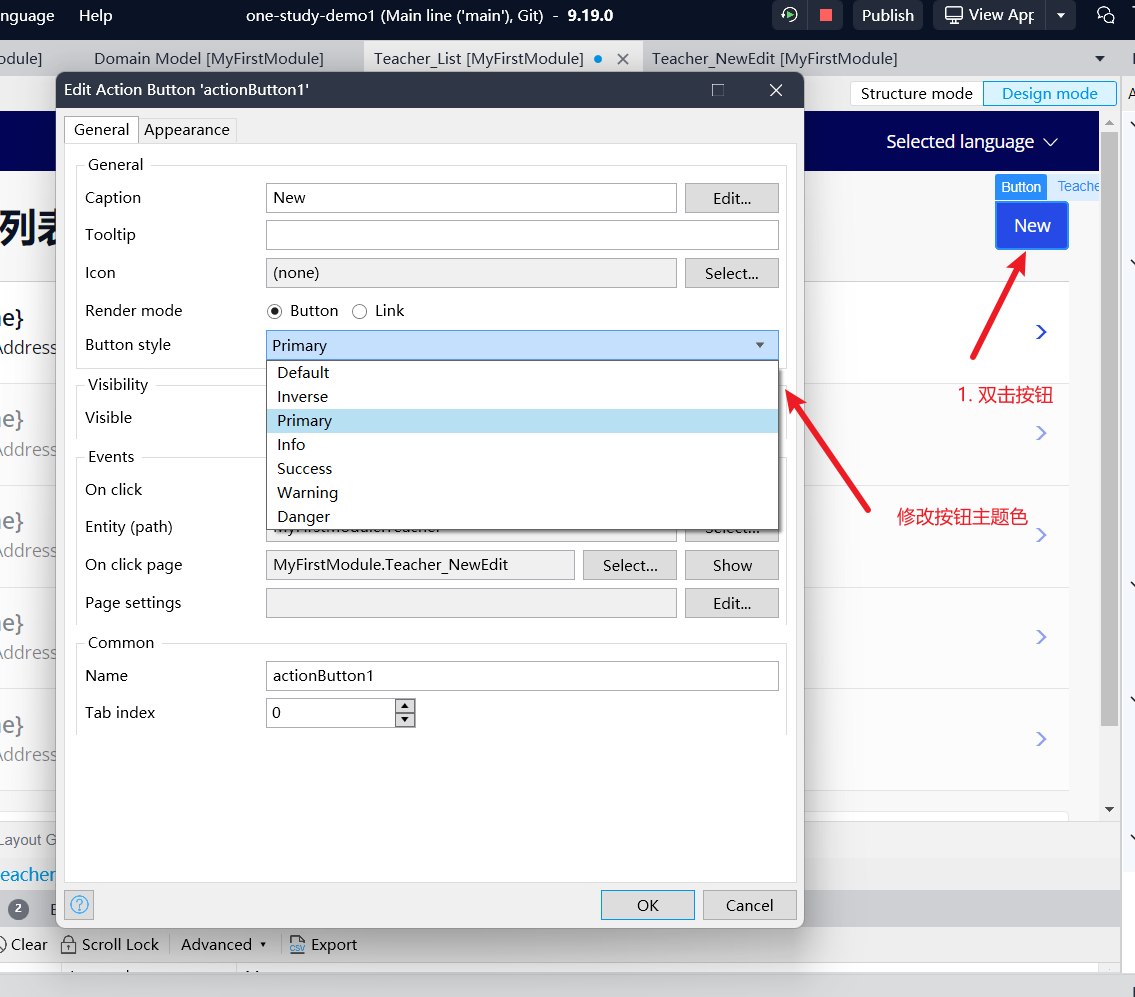 nguage Help one-study-demo1 (Main line ('main'), Git) - 9.19.0 Publish View App
odule] Domain Model [MyFirstModule] Teacher_List [MyFirstModule] Teacher_NewEdit [MyFirstModule]
Edit Action Button 'actionButton1'
Structure mode Design mode
General Appearance
Selected language
General
Button Teache
Caption New Edit...
列表
New
Tooltip
Icon (none) Select...
Render mode Button Link
e}
Address
Button style Primary
Default
Visibility
Inverse
1. 双击按钮
Visible
Primary
e}
Address
Info
Events
Success
On click
Warning
修改按钮主题色
e}
Danger
Entity (path) MyFirstModule.Teacher Select...
Address
On click page MyFirstModule.Teacher_NewEdit Select... Show
Page settings Edit...
e}
Address
Common
Name actionButton1
Tab index 0
e}
Address
Layout G
eacher
2
OK Cancel
Clear Scroll Lock Advanced CSV Export